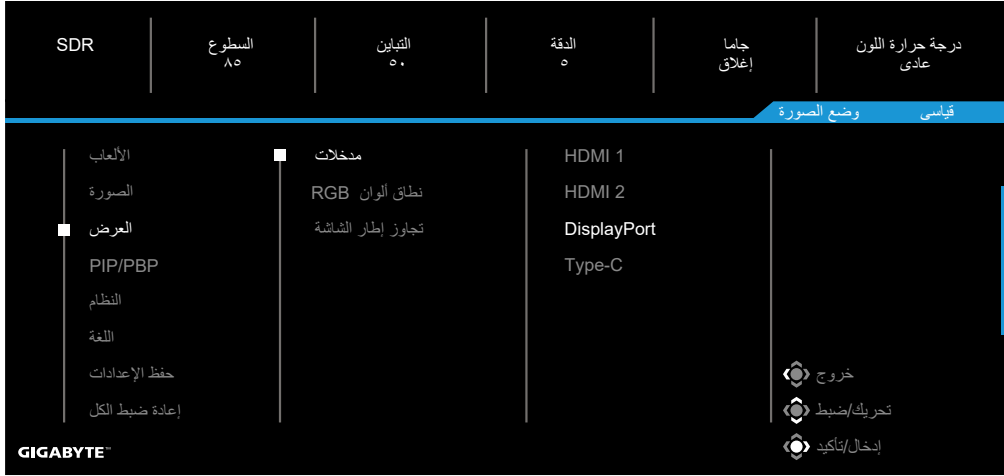 SDR
السطوع
٨٥
التباين
٥٠
الدقة
٥
جاما
إغلاق
درجة حرارة اللون
عادى
وضع الصورة
قياسى
الألعاب
الصورة
العرض
PIP/PBP
النظام
اللغة
حفظ الإعدادات
إعادة ضبط الكل
مدخلات
نطاق ألوان RGB
تجاوز إطار الشاشة
HDMI 1
HDMI 2
DisplayPort
Type-C
خروج
تحريك/ضبط
إدخال/تأكيد
GIGABYTE™